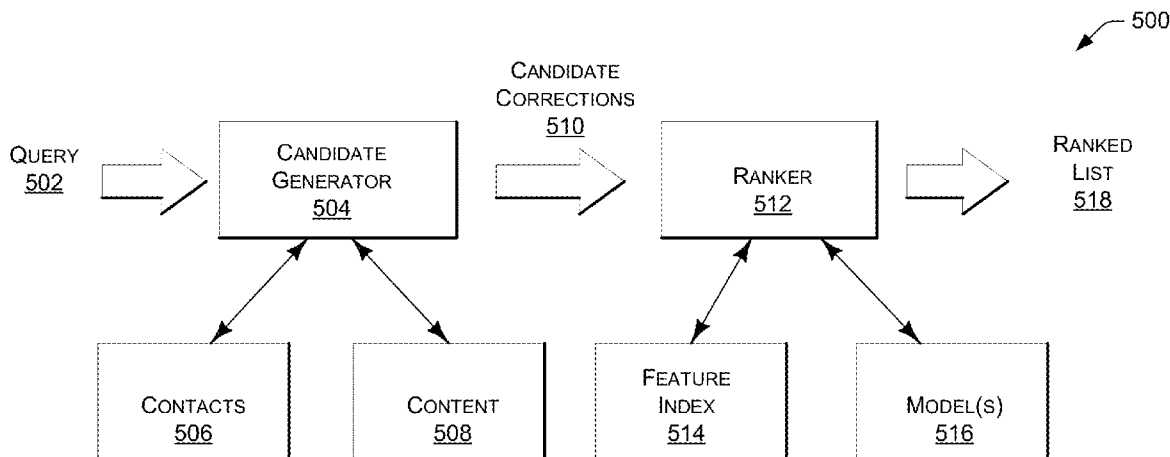 500
QUERY
502
CANDIDATE
GENERATOR
504
CANDIDATE
CORRECTIONS
510
RANKER
512
RANKED
LIST
518
CONTACTS
506
CONTENT
508
FEATURE
INDEX
514
MODEL(S)
516